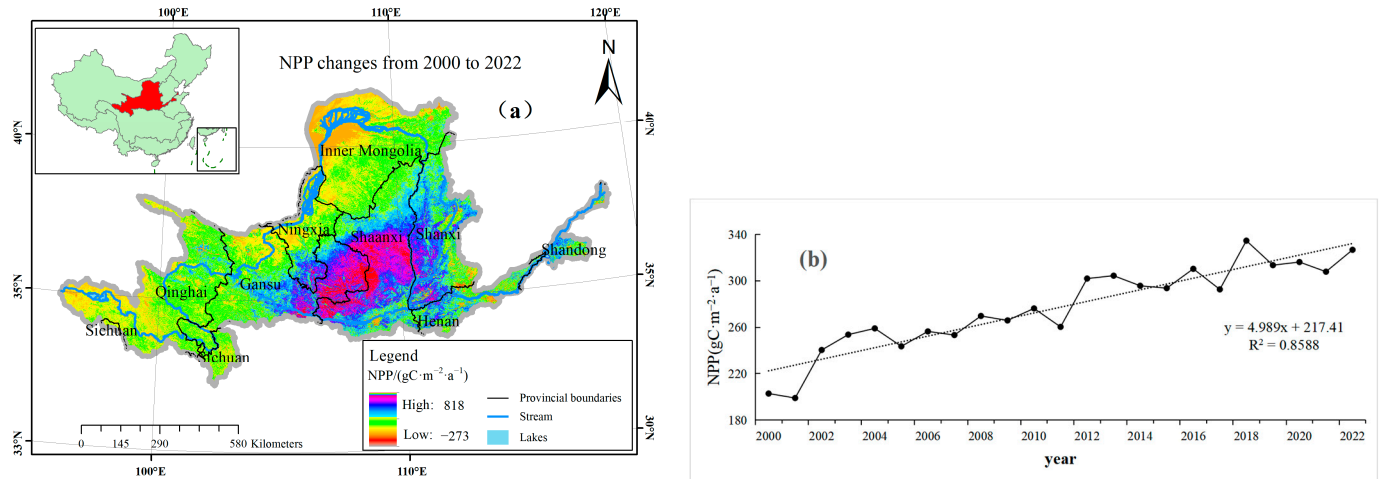 100°E
110°E
120°E
NPP changes from 2000 to 2022
N
(a)
40°N
40°N
Inner Mongolia
Ningxia
Shaanxi
Shanxi
Shandong
35°N
35°N
Qinghai
Gansu
Henan
Sichuan
Sichuan
Legend
NPP/(gC·m⁻²·a⁻¹)
High: 818
Low: −273
Provincial boundaries
Stream
Lakes
0 145 290 580 Kilometers
33°N
30°N
100°E
110°E
(b)
NPP(gC·m⁻²·a⁻¹)
340
300
260
220
180
y = 4.989x + 217.41
R² = 0.8588
2000 2002 2004 2006 2008 2010 2012 2014 2016 2018 2020 2022
year